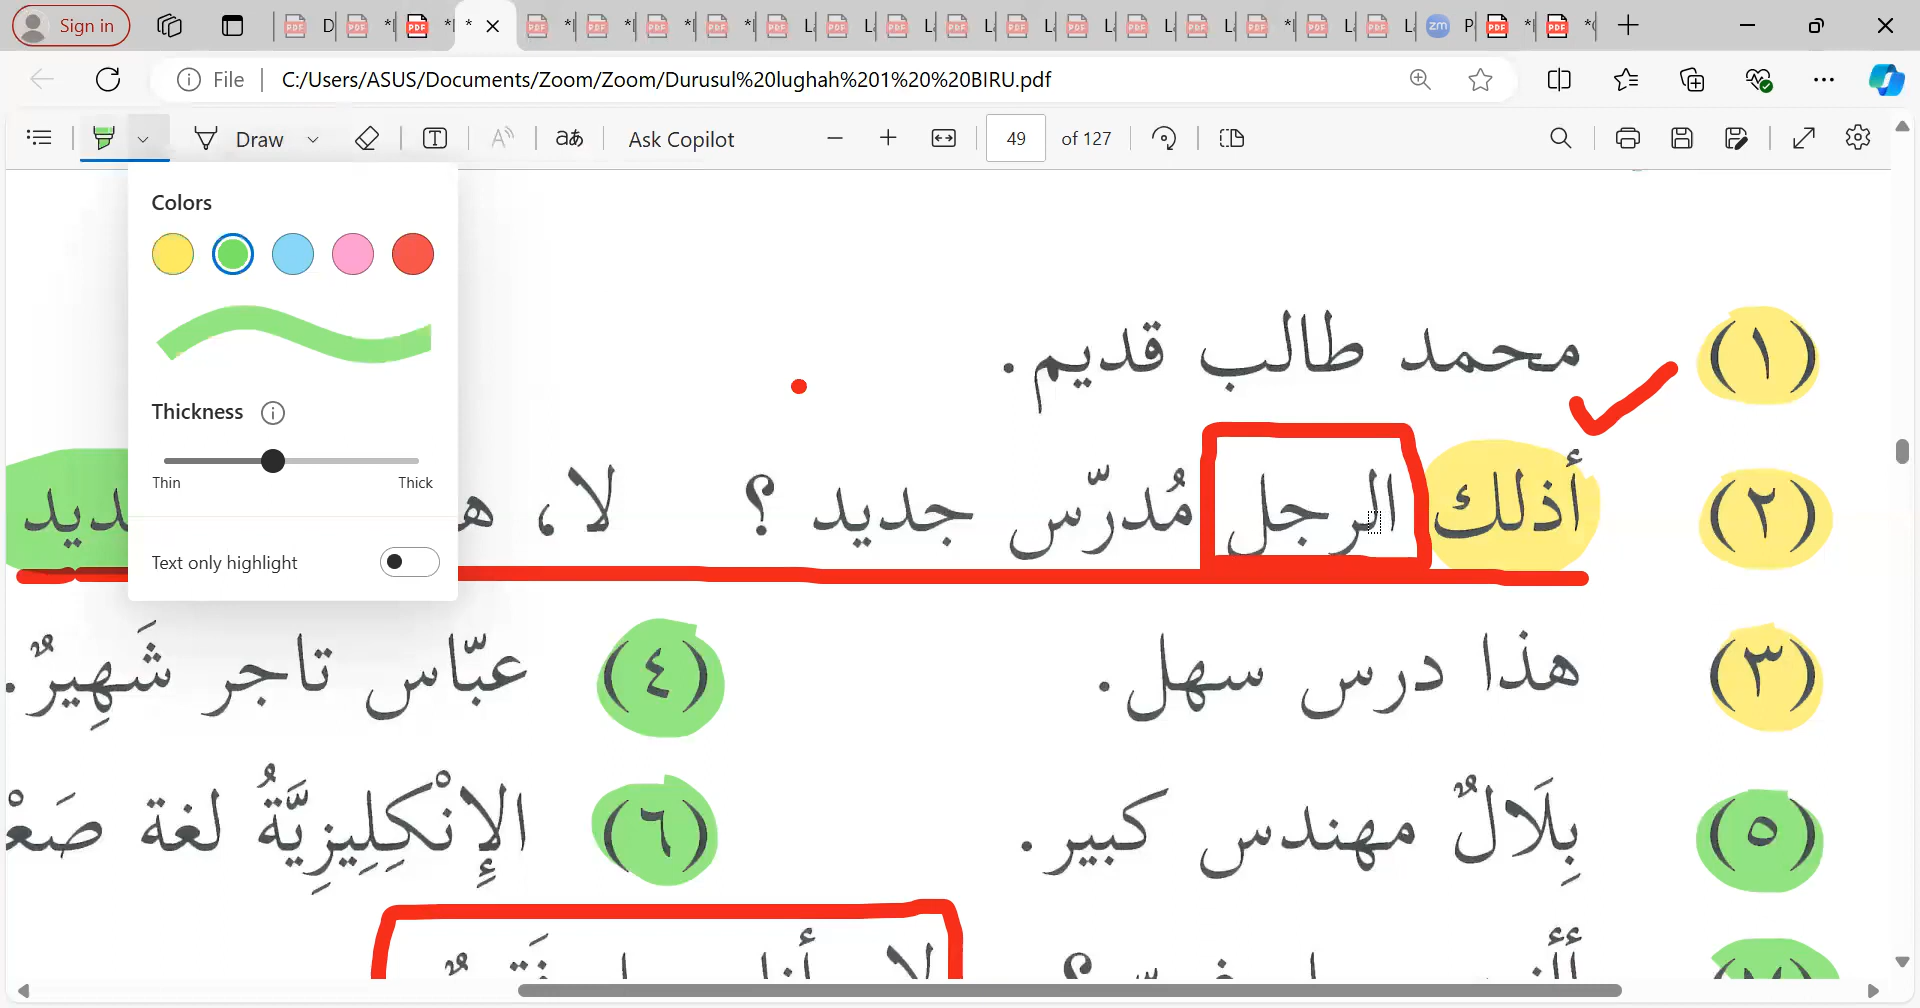 Sign in
File
C:/Users/ASUS/Documents/Zoom/Zoom/Durusul%20lughah%201%20%20BIRU.pdf
Draw
Ask Copilot
49
of 127
Colors
Thickness
Thin
Thick
Text only highlight
(١) محمد طالب قديم.
(٢) أذلك الرجل مُدرّس جديد ؟ لا،
(٣) هذا درس سهل.
(٤) عبّاس تاجر شَهِيرٌ.
(٥) بِلَالٌ مهندس كبير.
(٦) الإِنْكِلِيزِيَّةُ لغة